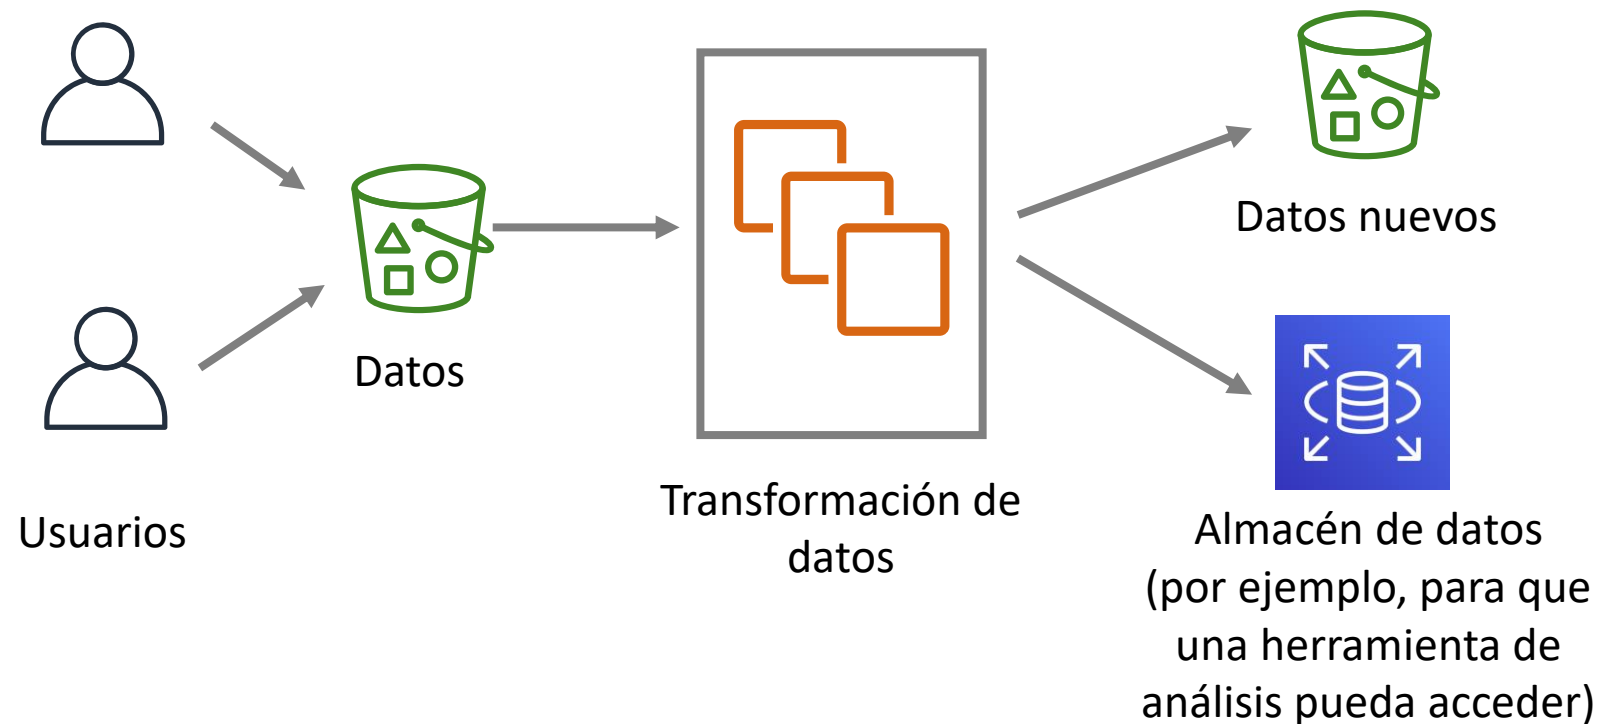 Usuarios
Datos
Transformación de
datos
Datos nuevos
Almacén de datos
(por ejemplo, para que
una herramienta de
análisis pueda acceder)